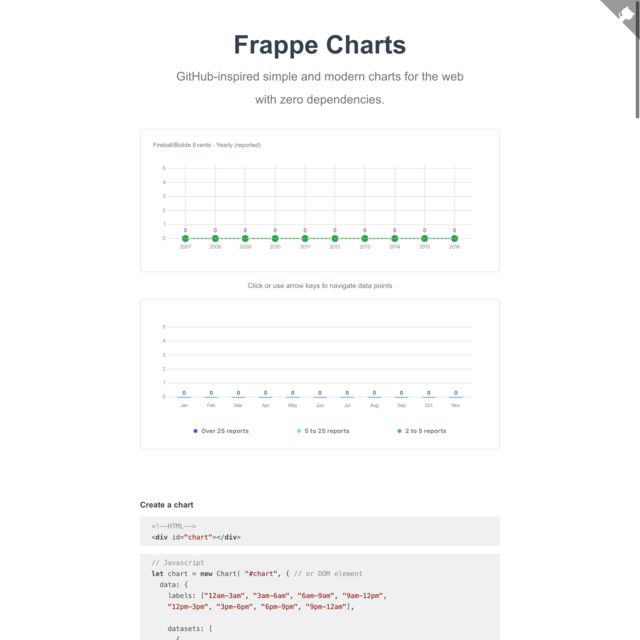 Frappe Charts
GitHub-inspired simple and modern charts for the web
with zero dependencies.
Fireball/Bolide Events - Yearly (reported)
5
4
3
2
1
0
0 0 0 0 0 0 0 0 0 0
2007 2008 2009 2010 2011 2012 2013 2014 2015 2016
Click or use arrow keys to navigate data points
5
4
3
2
1
0
0 0 0 0 0 0 0 0 0 0 0
Jan Feb Mar Apr May Jun Jul Aug Sep Oct Nov
Over 25 reports 5 to 25 reports 2 to 5 reports
Create a chart
<!--HTML-->
<div id="chart"></div>
// Javascript
let chart = new Chart( "#chart", { // or DOM element
data: {
labels: ["12am-3am", "3am-6am", "6am-9am", "9am-12pm",
"12pm-3pm", "3pm-6pm", "6pm-9pm", "9pm-12am"],
datasets: [
{